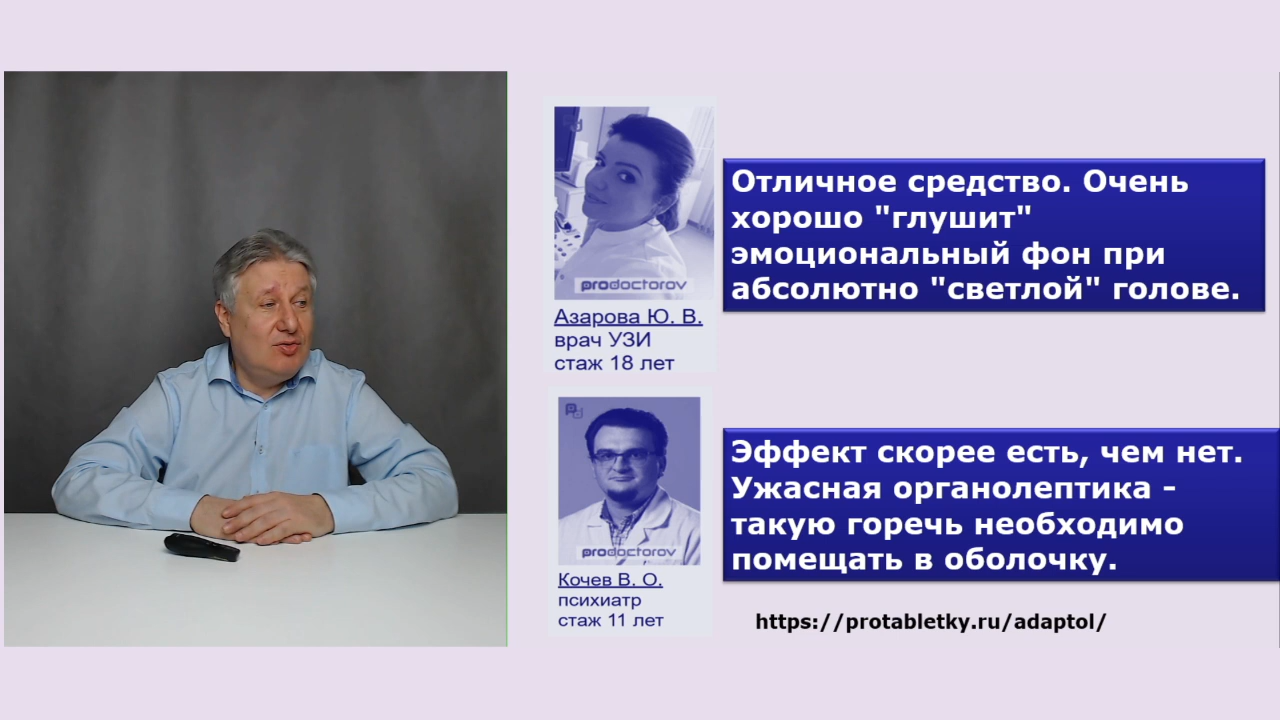 prodoctorov
Азарова Ю. В.
врач УЗИ
стаж 18 лет
Отличное средство. Очень
хорошо "глушит"
эмоциональный фон при
абсолютно "светлой" голове.
prodoctorov
Кочев В. О.
психиатр
стаж 11 лет
Эффект скорее есть, чем нет.
Ужасная органолептика -
такую горечь необходимо
помещать в оболочку.
https://protabletky.ru/adaptol/